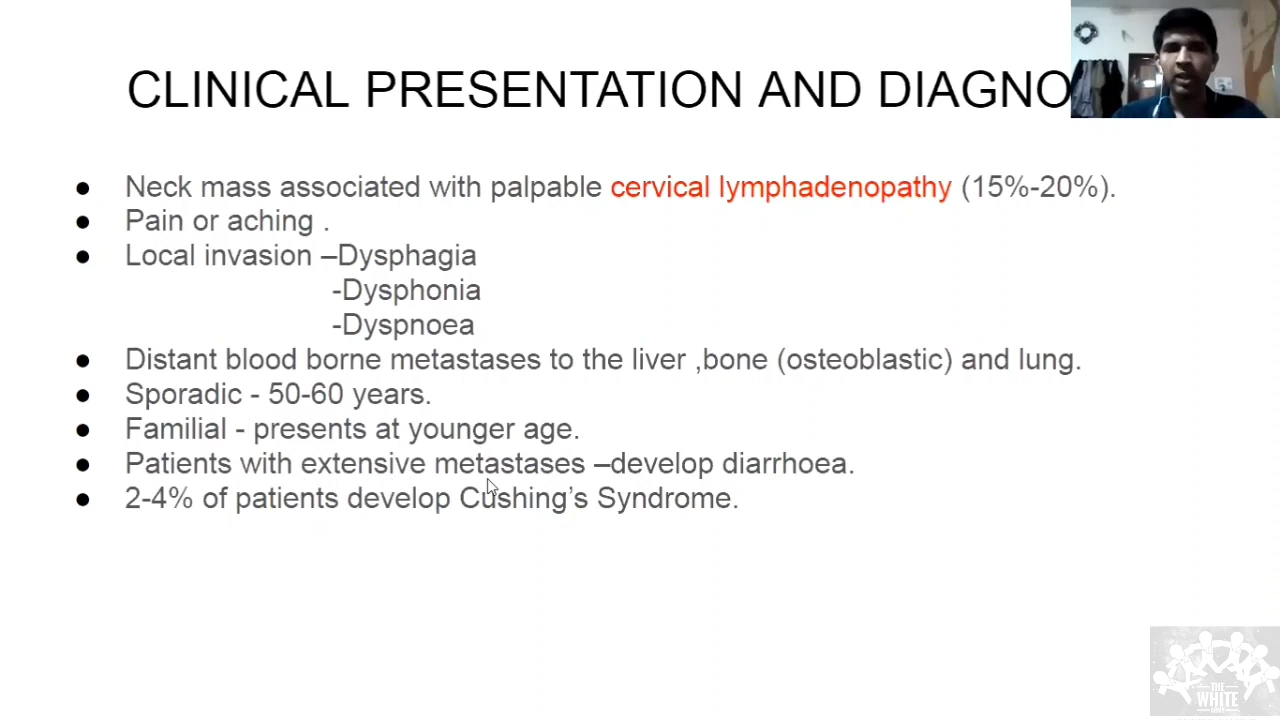 CLINICAL PRESENTATION AND DIAGNO
● Neck mass associated with palpable cervical lymphadenopathy (15%-20%).
● Pain or aching .
● Local invasion –Dysphagia
-Dysphonia
-Dyspnoea
● Distant blood borne metastases to the liver ,bone (osteoblastic) and lung.
● Sporadic - 50-60 years.
● Familial - presents at younger age.
● Patients with extensive metastases –develop diarrhoea.
● 2-4% of patients develop Cushing's Syndrome.
THE
WHITE